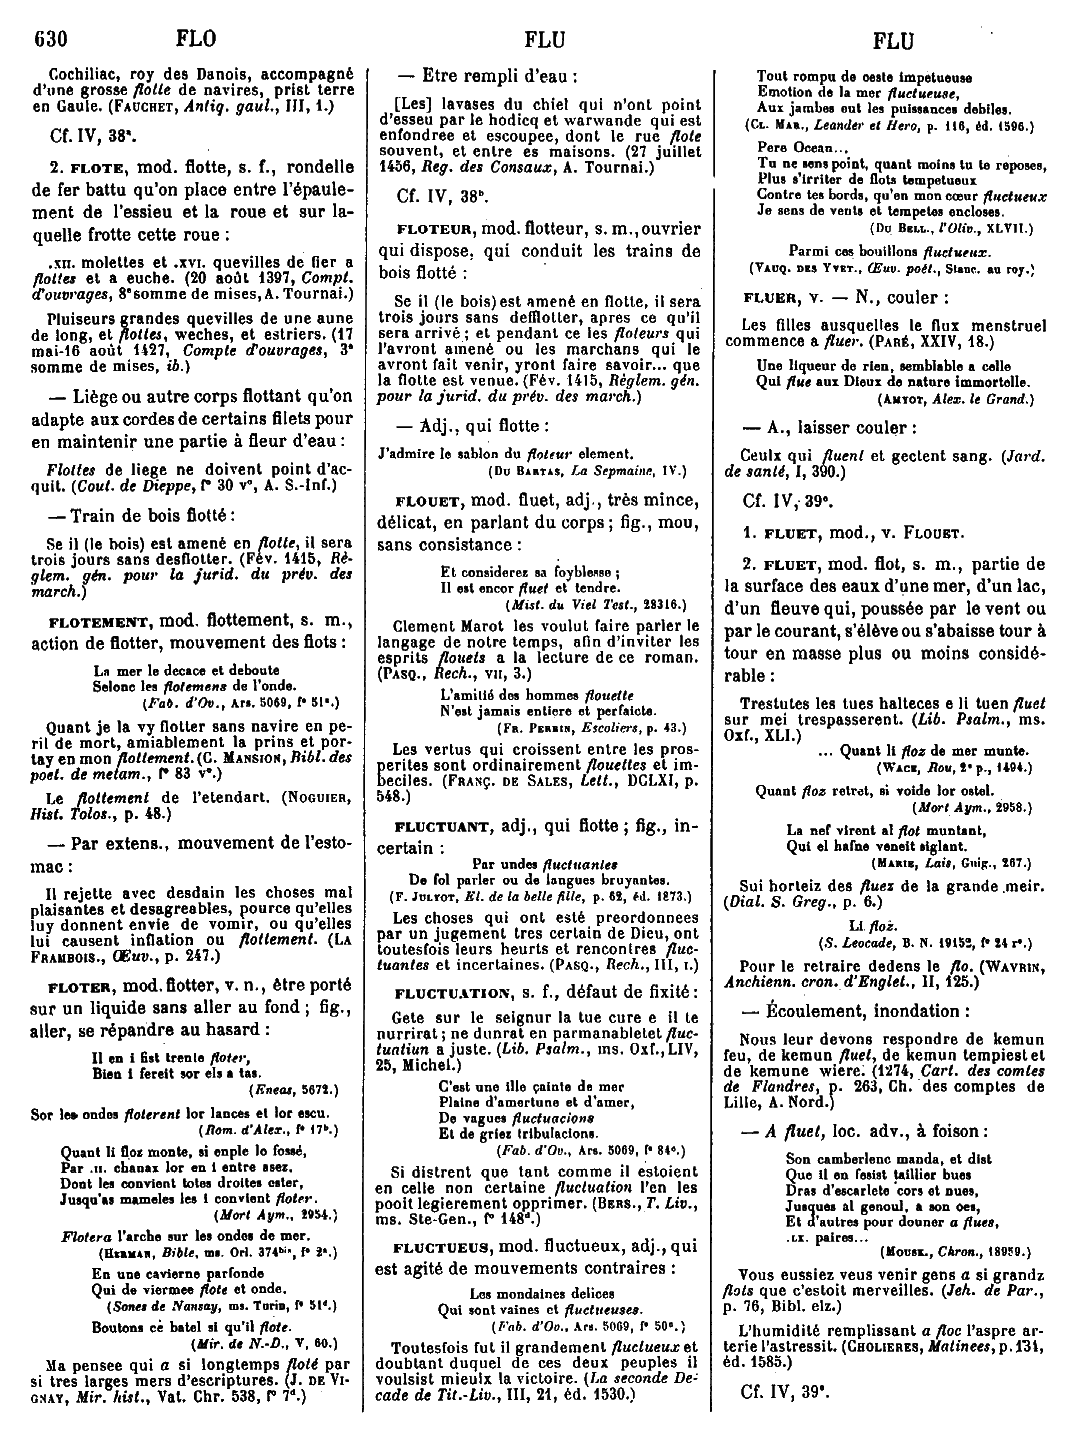 630 FLO FLU FLU
Cochiliac, roy des Danois, accompagné
d'une grosse flotte de navires, prist terre
en Gaule. (FAUCHET, Antiq. gaul., III, 1.)
Cf. IV, 38ª.
2. FLOTE, mod. flotte, s. f., rondelle
de fer battu qu'on place entre l'épaule-
ment de l'essieu et la roue et sur la-
quelle frotte cette roue :
.XII. molettes et .XVI. quevilles de fier a
flottes et a euche. (20 août 1397, Compt.
d'ouvrages, 8ᵉ somme de mises, A. Tournai.)
Pluiseurs grandes quevilles de une aune
de long, et flottes, weches, et estriers. (17
mai-16 août 1427, Compte d'ouvrages, 3ᵉ
somme de mises, ib.)
— Liège ou autre corps flottant qu'on
adapte aux cordes de certains filets pour
en maintenir une partie à fleur d'eau :
Flottes de liege ne doivent point d'ac-
quit. (Cout. de Dieppe, fº 30 vº, A. S.-Inf.)
— Train de bois flotté :
Se il (le bois) est amené en flotte, il sera
trois jours sans desflotter. (Fév. 1415, Rè-
glem. gén. pour la jurid. du prév. des
march.)
FLOTEMENT, mod. flottement, s. m.,
action de flotter, mouvement des flots :
La mer le decace et deboute
Selonc les flotemens de l'onde.
(Fab. d'Ov., Ars. 5069, fº 51ᵃ.)
Quant je la vy flotter sans navire en pe-
ril de mort, amiablement la prins et por-
tay en mon flottement. (C. MANSION, Bibl. des
poet. de metam., fº 83 vº.)
Le flottement de l'etendart. (NOGUIER,
Hist. Tolos., p. 48.)
— Par extens., mouvement de l'esto-
mac :
Il rejette avec desdain les choses mal
plaisantes et desagreables, pource qu'elles
luy donnent envie de vomir, ou qu'elles
lui causent inflation ou flottement. (LA
FRAMBOIS., Œuv., p. 247.)
FLOTER, mod. flotter, v. n., être porté
sur un liquide sans aller au fond ; fig.,
aller, se répandre au hasard :
Il en i fist trente floter,
Bien i fereit sor els a tas.
(Eneas, 5672.)
Sor les ondes floterent lor lances et lor escu.
(Rom. d'Alex., fº 17ᵇ.)
Quant li floz monte, si enple lo fossé,
Par .II. chanax lor en i entre asez,
Dont les convient totes droites ester,
Jusqu'as mameles les i convient floter.
(Mort Aym., 2954.)
Flotera l'arche sur les ondes de mer.
(HERMAN, Bible, ms. Orl. 374ᵇⁱˢ, fº 2ᵃ.)
En une cavierne parfonde
Qui de viermee flote et onde.
(Sones de Nansay, ms. Turin, fº 51ᵈ.)
Boutons cé batel si qu'il flote.
(Mir. de N.-D., V, 60.)
Ma pensee qui a si longtemps floté par
si tres larges mers d'escriptures. (J. DE VI-
GNAY, Mir. hist., Vat. Chr. 538, fº 7ᵈ.)
— Etre rempli d'eau :
[Les] lavases du chiel qui n'ont point
d'esseu par le hodicq et warwande qui est
enfondree et escoupee, dont le rue flote
souvent, et entre es maisons. (27 juillet
1456, Reg. des Consaux, A. Tournai.)
Cf. IV, 38ᵇ.
FLOTEUR, mod. flotteur, s. m., ouvrier
qui dispose, qui conduit les trains de
bois flotté :
Se il (le bois) est amené en flotte, il sera
trois jours sans defflotter, apres ce qu'il
sera arrivé ; et pendant ce les floteurs qui
l'avront amené ou les marchans qui le
avront fait venir, yront faire savoir... que
la flotte est venue. (Fév. 1415, Règlem. gén.
pour la jurid. du prév. des march.)
— Adj., qui flotte :
J'admire le sablon du floteur element.
(DU BARTAS, La Sepmaine, IV.)
FLOUET, mod. fluet, adj., très mince,
délicat, en parlant du corps ; fig., mou,
sans consistance :
Et considerez sa foyblesse ;
Il est encor fluet et tendre.
(Mist. du Viel Test., 28316.)
Clement Marot les voulut faire parler le
langage de notre temps, afin d'inviter les
esprits flouets a la lecture de ce roman.
(PASQ., Rech., VII, 3.)
L'amitié des hommes flouette
N'est jamais entiere et perfaicte.
(FR. PERRIN, Escoliers, p. 43.)
Les vertus qui croissent entre les pros-
perites sont ordinairement flouettes et im-
beciles. (FRANÇ. DE SALES, Lett., DCLXI, p.
548.)
FLUCTUANT, adj., qui flotte ; fig., in-
certain :
Par undes fluctuantes
De fol parler ou de langues bruyantes.
(F. JULYOT, El. de la belle fille, p. 62, éd. 1873.)
Les choses qui ont esté preordonnees
par un jugement tres certain de Dieu, ont
toutesfois leurs heurts et rencontres fluc-
tuantes et incertaines. (PASQ., Rech., III, I.)
FLUCTUATION, s. f., défaut de fixité :
Gete sur le seignur la tue cure e il te
nurrirat ; ne dunrat en parmanabletet fluc-
tuatiun a juste. (Lib. Psalm., ms. Oxf., LIV,
25, Michel.)
C'est une ille çainte de mer
Plaine d'amertune et d'amer,
De vagues fluctuacions
Et de griez tribulacions.
(Fab. d'Ov., Ars. 5069, fº 84ᵃ.)
Si distrent que tant comme il estoient
en celle non certaine fluctuation l'en les
pooit legierement opprimer. (BERS., T. Liv.,
ms. Ste-Gen., fº 148ᵈ.)
FLUCTUEUS, mod. fluctueux, adj., qui
est agité de mouvements contraires :
Les mondaines delices
Qui sont vaines et fluctueuses.
(Fab. d'Ov., Ars. 5069, fº 50ᵃ.)
Toutesfois fut il grandement fluctueux et
doubtant duquel de ces deux peuples il
voulsist mieulx la victoire. (La seconde De-
cade de Tit.-Liv., III, 21, éd. 1530.)
Tout rompu de ceste impetueuse
Emotion de la mer fluctueuse,
Aux jambes eut les puissances debiles.
(CL. MAR., Leander et Hero, p. 116, éd. 1596.)
Pere Ocean...
Tu ne sens point, quant moins tu te reposes,
Plus s'irriter de flots tempetueux
Contre tes bords, qu'en mon cœur fluctueux
Je sens de vents et tempetes encloses.
(DU BELL., l'Oliv., XLVII.)
Parmi ces bouillons fluctueux.
(VAUQ. DES YVET., Œuv. poét., Stanc. au roy.)
FLUER, v. — N., couler :
Les filles ausquelles le flux menstruel
commence a fluer. (PARÉ, XXIV, 18.)
Une liqueur de rien, semblable a celle
Qui flue aux Dieux de nature immortelle.
(AMYOT, Alex. le Grand.)
— A., laisser couler :
Ceulx qui fluent et gectent sang. (Jard.
de santé, I, 390.)
Cf. IV, 39ᵃ.
1. FLUET, mod., v. FLOUET.
2. FLUET, mod. flot, s. m., partie de
la surface des eaux d'une mer, d'un lac,
d'un fleuve qui, poussée par le vent ou
par le courant, s'élève ou s'abaisse tour à
tour en masse plus ou moins considé-
rable :
Trestutes les tues halteces e li tuen fluet
sur mei trespasserent. (Lib. Psalm., ms.
Oxf., XLI.)
... Quant li floz de mer munte.
(WACE, Rou, 2ᵉ p., 1494.)
Quant floz retret, si voide lor ostel.
(Mort Aym., 2958.)
La nef virent al flot muntant,
Qui el hafne veneit siglant.
(MARIE, Lais, Guig., 267.)
Sui horteiz des fluez de la grande meir.
(Dial. S. Greg., p. 6.)
Li floz.
(S. Leocade, B. N. 19152, fº 24 rº.)
Pour le retraire dedens le flo. (WAVRIN,
Anchienn. cron. d'Englet., II, 125.)
— Écoulement, inondation :
Nous leur devons respondre de kemun
feu, de kemun fluet, de kemun tempiest et
de kemune wiere. (1274, Cart. des comtes
de Flandres, p. 263, Ch. des comptes de
Lille, A. Nord.)
— A fluet, loc. adv., à foison :
Son camberlenc manda, et dist
Que il en fesist taillier bues
Dras d'escarlete cors et nues,
Jusques al genoul, a son oes,
Et d'autres pour douner a flues,
.LX. paires...
(MOUSK., Chron., 18959.)
Vous eussiez veus venir gens a si grandz
flots que c'estoit merveilles. (Jeh. de Par.,
p. 76, Bibl. elz.)
L'humidité remplissant a floc l'aspre ar-
terie l'astressit. (CHOLIERES, Matinees, p. 131,
éd. 1585.)
Cf. IV, 39ᵃ.